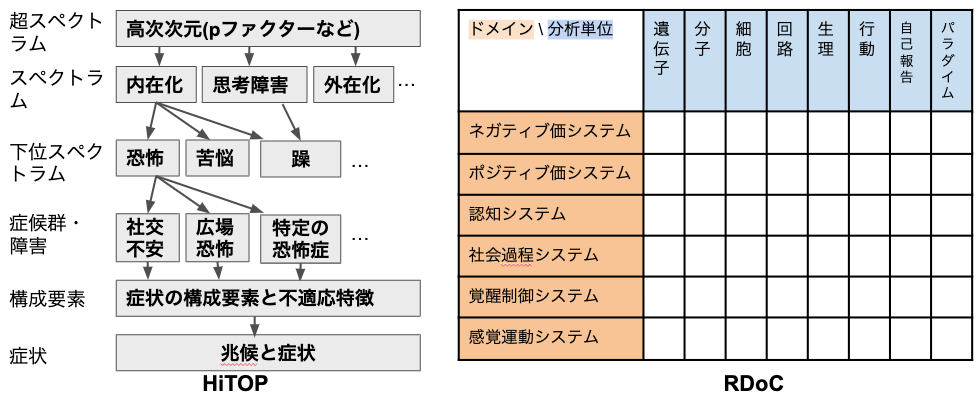 超スペクトラム
高次次元(pファクターなど)
スペクトラム
内在化
思考障害
外在化
…
下位スペクトラム
恐怖
苦悩
躁
…
症候群・障害
社交不安
広場恐怖
特定の恐怖症
…
構成要素
症状の構成要素と不適応特徴
症状
兆候と症状
HiTOP
ドメイン \ 分析単位
遺伝子
分子
細胞
回路
生理
行動
自己報告
パラダイム
ネガティブ価システム
ポジティブ価システム
認知システム
社会過程システム
覚醒制御システム
感覚運動システム
RDoC